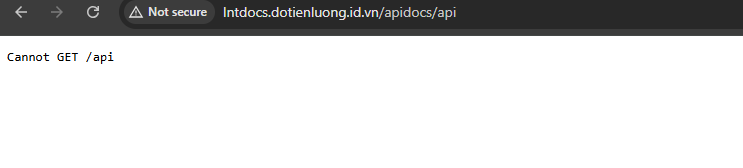 Not secure lntdocs.dotienluong.id.vn/apidocs/api
Cannot GET /api